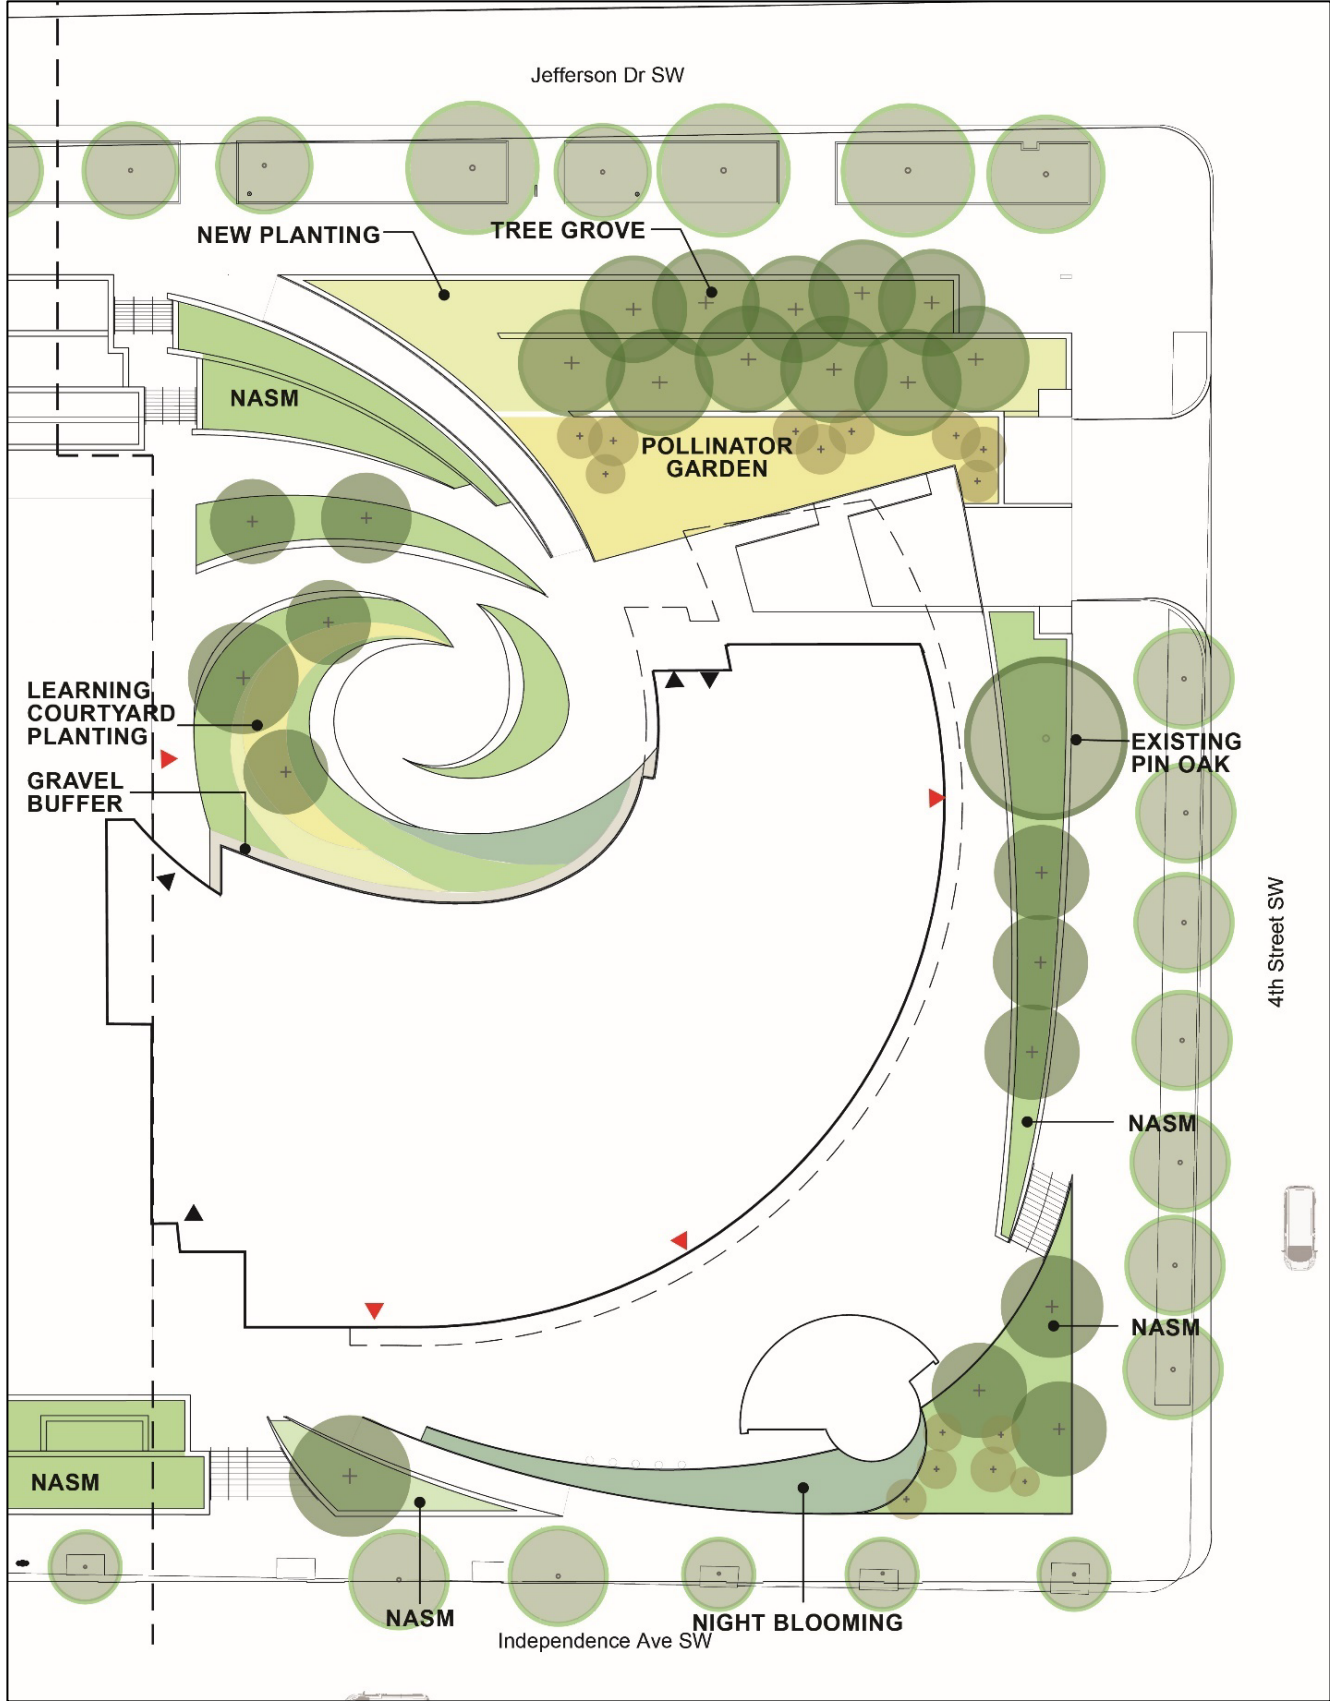 Jefferson Dr SW
NEW PLANTING
TREE GROVE
NASM
POLLINATOR
GARDEN
LEARNING
COURTYARD
PLANTING
GRAVEL
BUFFER
EXISTING
PIN OAK
4th Street SW
NASM
NASM
NASM
NASM
NIGHT BLOOMING
Independence Ave SW